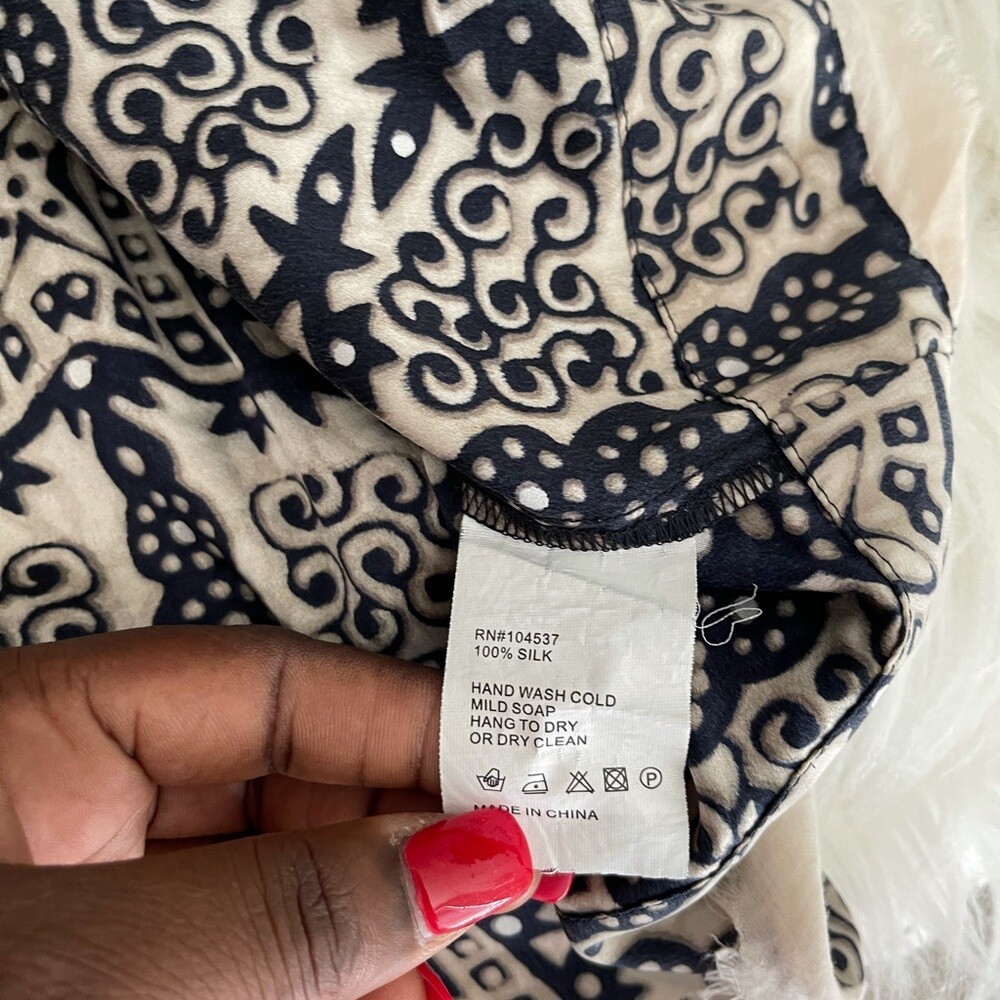 RN#104537
100% SILK
HAND WASH COLD
MILD SOAP
HANG TO DRY
OR DRY CLEAN
P
MADE IN CHINA